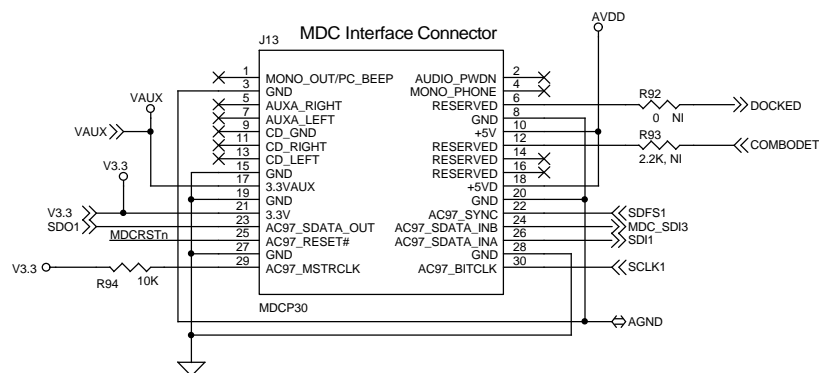 MDC Interface Connector
AVDD
J13
1 MONO_OUT/PC_BEEP AUDIO_PWDN 2
3 GND MONO_PHONE 4
VAUX 5 AUXA_RIGHT RESERVED 6 R92 0 NI DOCKED
7 AUXA_LEFT GND 8
VAUX 9 CD_GND +5V 10
11 CD_RIGHT RESERVED 12 R93 2.2K, NI COMBODET
13 CD_LEFT RESERVED 14
V3.3 15 GND RESERVED 16
17 3.3VAUX +5VD 18
19 GND GND 20
V3.3 21 3.3V AC97_SYNC 22 SDFS1
SDO1 23 AC97_SDATA_OUT AC97_SDATA_INB 24 MDC_SDI3
MDCRSTn 25 AC97_RESET# AC97_SDATA_INA 26 SDI1
27 GND GND 28
V3.3 R94 10K 29 AC97_MSTRCLK AC97_BITCLK 30 SCLK1
MDCP30
AGND